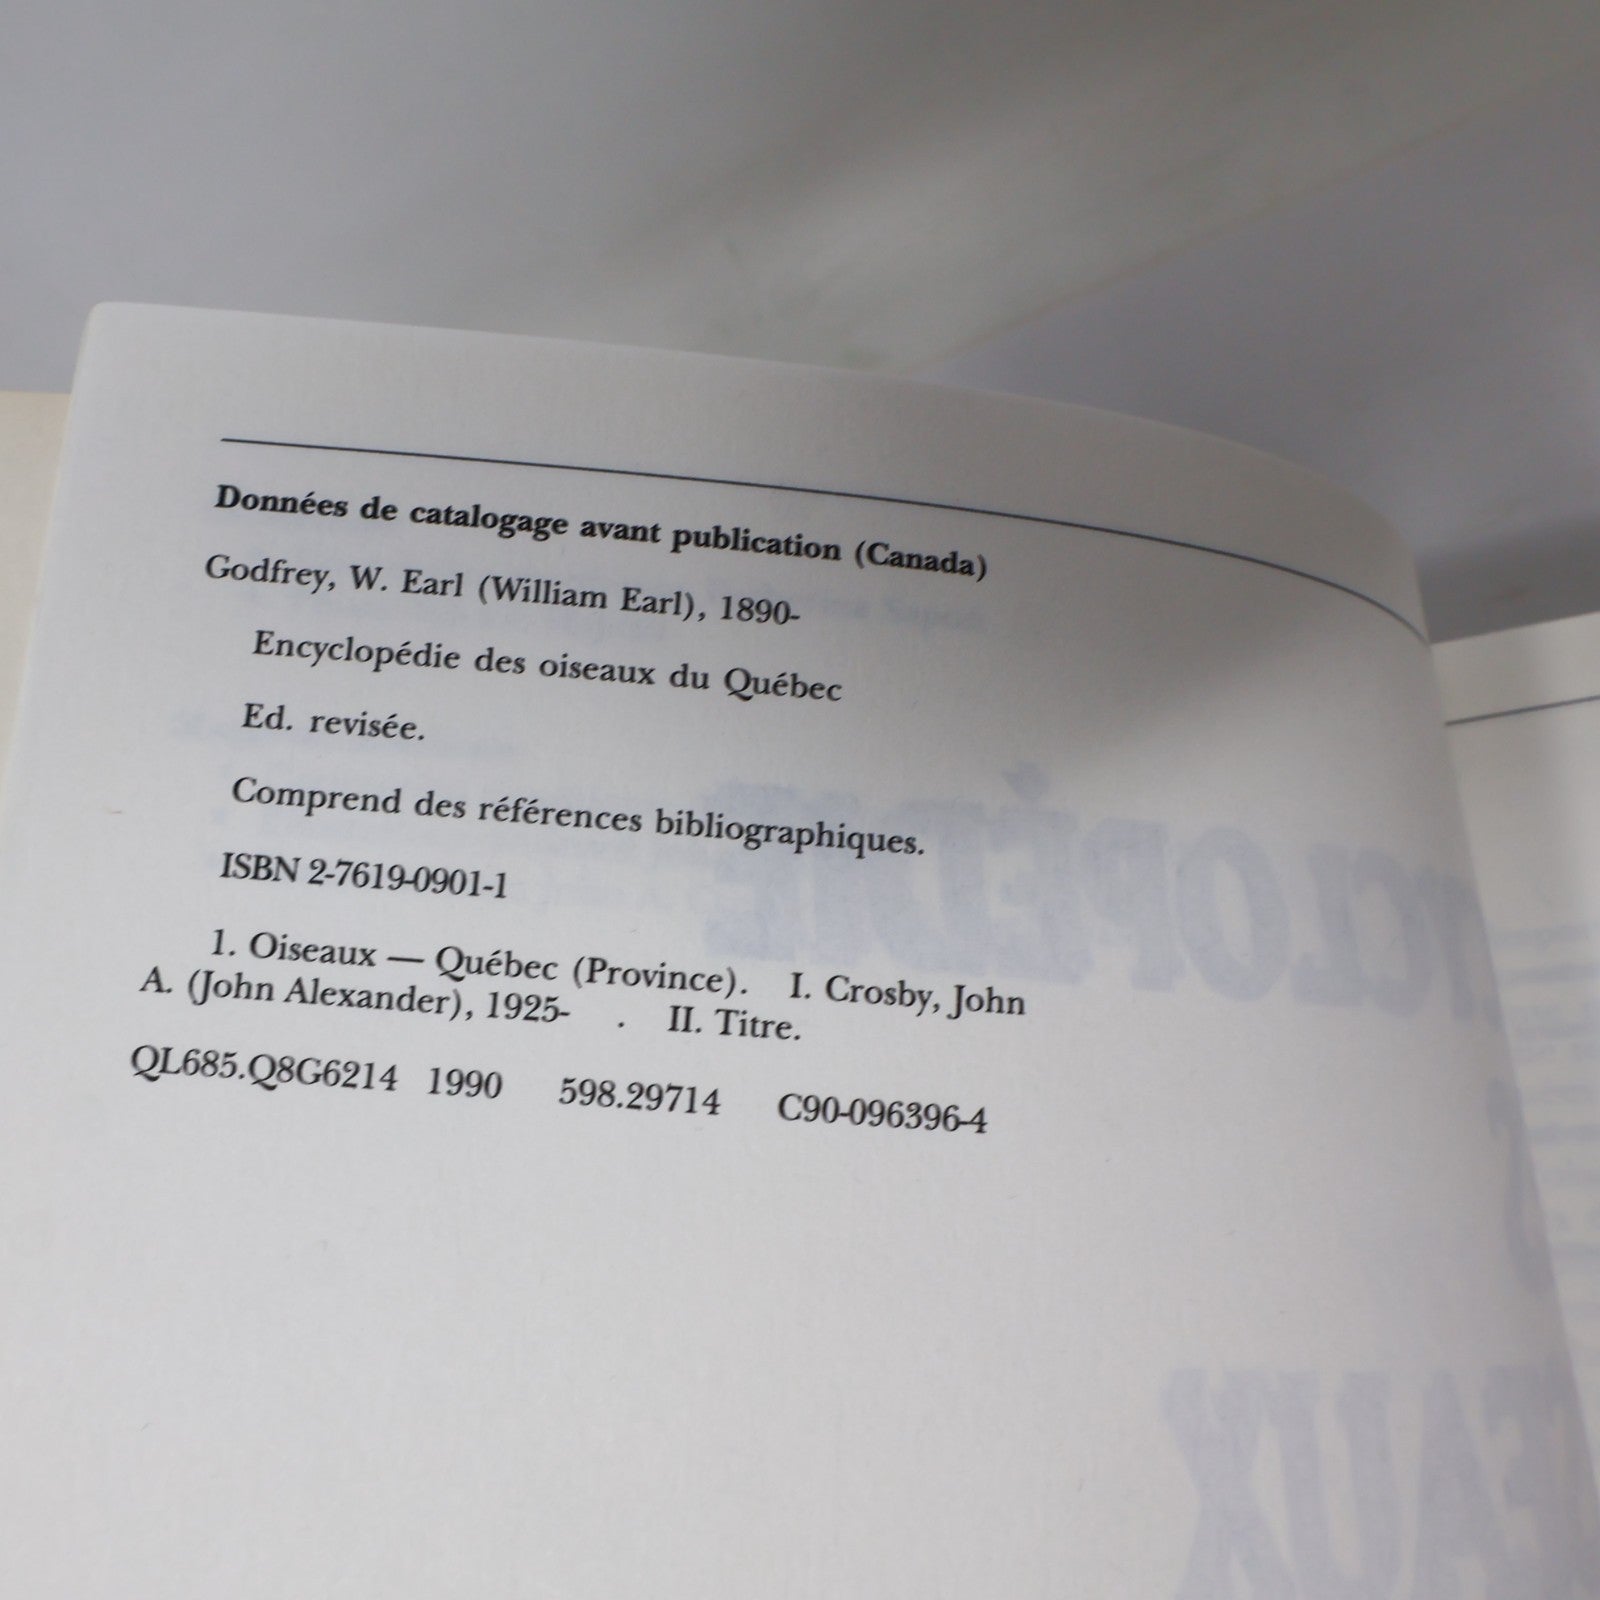 Données de catalogage avant publication (Canada)
Godfrey, W. Earl (William Earl), 1890-
Encyclopédie des oiseaux du Québec
Ed. revisée.
Comprend des références bibliographiques.
ISBN 2-7619-0901-1
1. Oiseaux — Québec (Province). I. Crosby, John
A. (John Alexander), 1925- . II. Titre.
QL685.Q8G6214 1990 598.29714 C90-096396-4